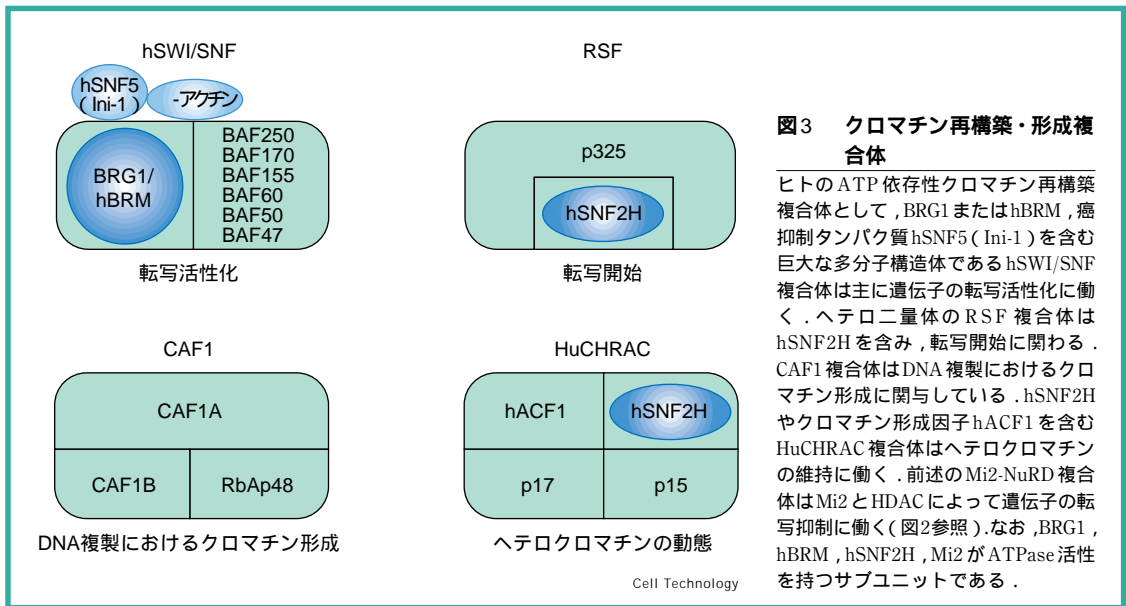 hSWI/SNF
hSNF5
( Ini-1 )
-アクチン
BRG1/
hBRM
BAF250
BAF170
BAF155
BAF60
BAF50
BAF47
転写活性化
RSF
p325
hSNF2H
転写開始
CAF1
CAF1A
CAF1B
RbAp48
DNA複製におけるクロマチン形成
HuCHRAC
hACF1
hSNF2H
p17
p15
ヘテロクロマチンの動態
Cell Technology
図3 クロマチン再構築・形成複
合体
ヒトのATP依存性クロマチン再構築
複合体として,BRG1またはhBRM,癌
抑制タンパク質hSNF5(Ini-1)を含む
巨大な多分子構造体であるhSWI/SNF
複合体は主に遺伝子の転写活性化に働
く.ヘテロ二量体のRSF複合体は
hSNF2Hを含み,転写開始に関わる.
CAF1複合体はDNA複製におけるクロ
マチン形成に関与している.hSNF2H
やクロマチン形成因子hACF1を含む
HuCHRAC複合体はヘテロクロマチン
の維持に働く.前述のMi2-NuRD複合
体はMi2とHDACによって遺伝子の転
写抑制に働く(図2参照).なお,BRG1,
hBRM,hSNF2H,Mi2がATPase活性
を持つサブユニットである.